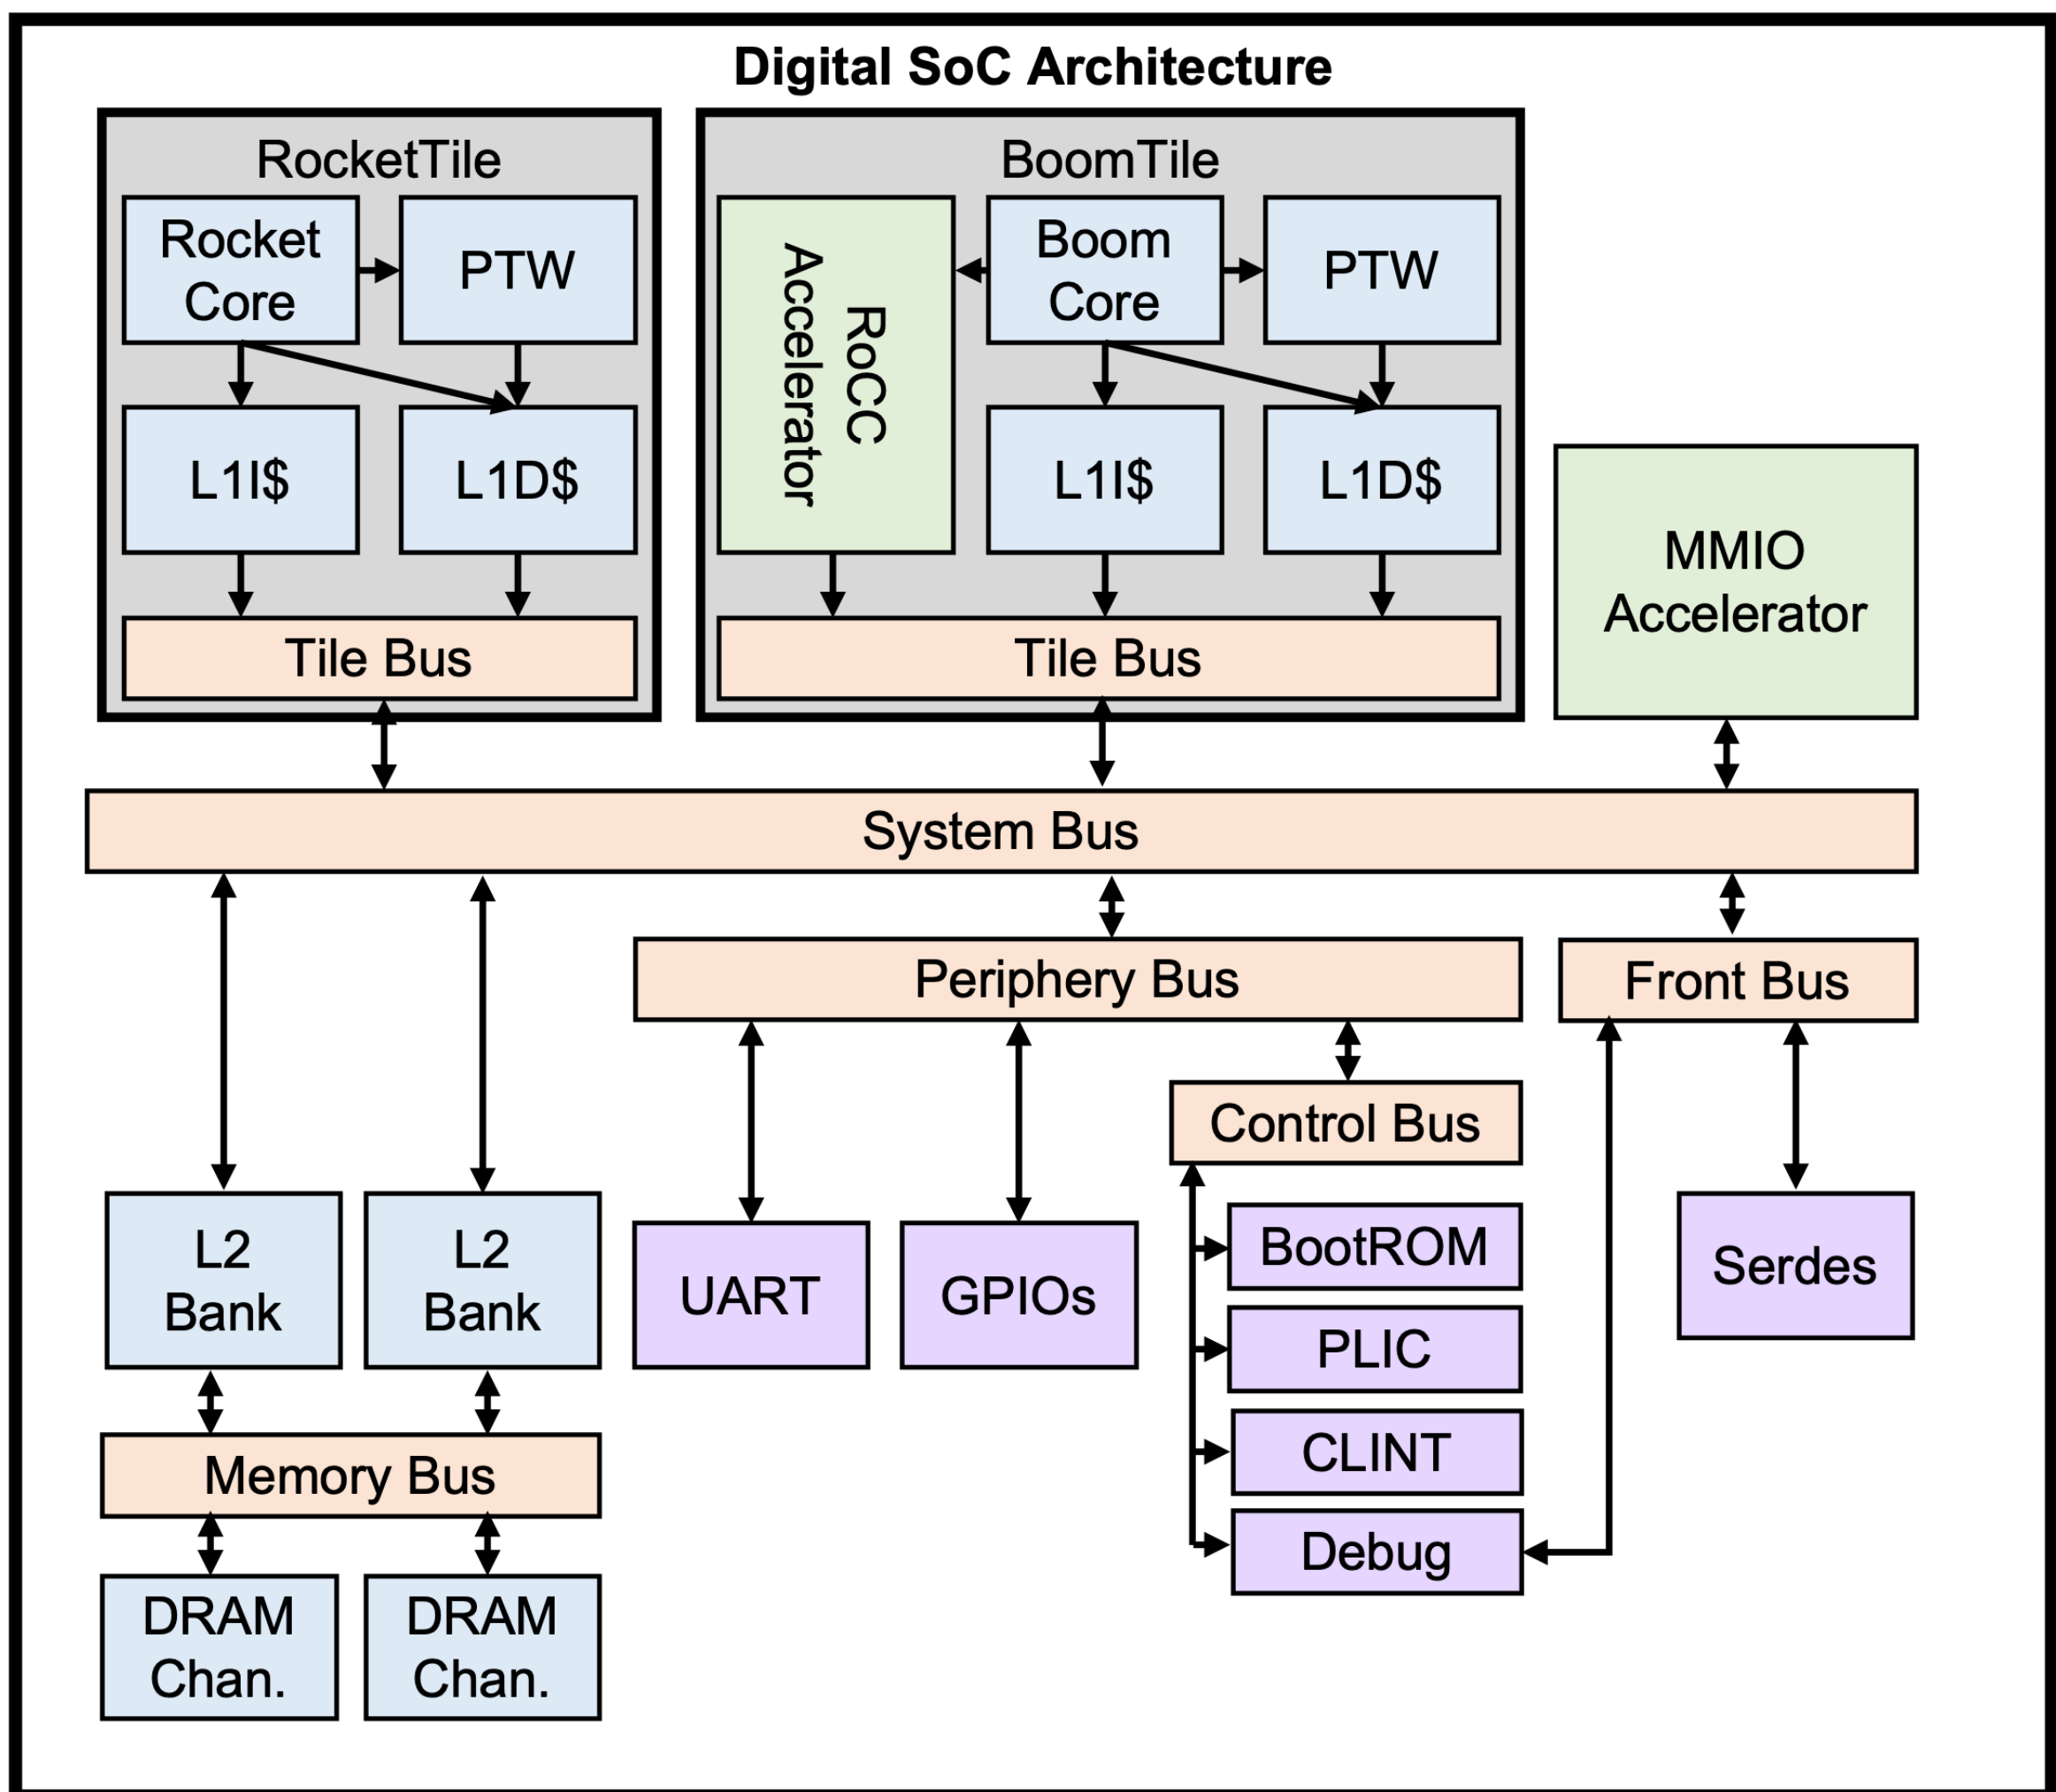 Digital SoC Architecture
RocketTile
Rocket
Core
PTW
L1I$
L1D$
Tile Bus
BoomTile
RoCC
Accelerator
Boom
Core
PTW
L1I$
L1D$
Tile Bus
MMIO
Accelerator
System Bus
Periphery Bus
Front Bus
Control Bus
L2
Bank
L2
Bank
UART
GPIOs
BootROM
PLIC
CLINT
Debug
Serdes
Memory Bus
DRAM
Chan.
DRAM
Chan.